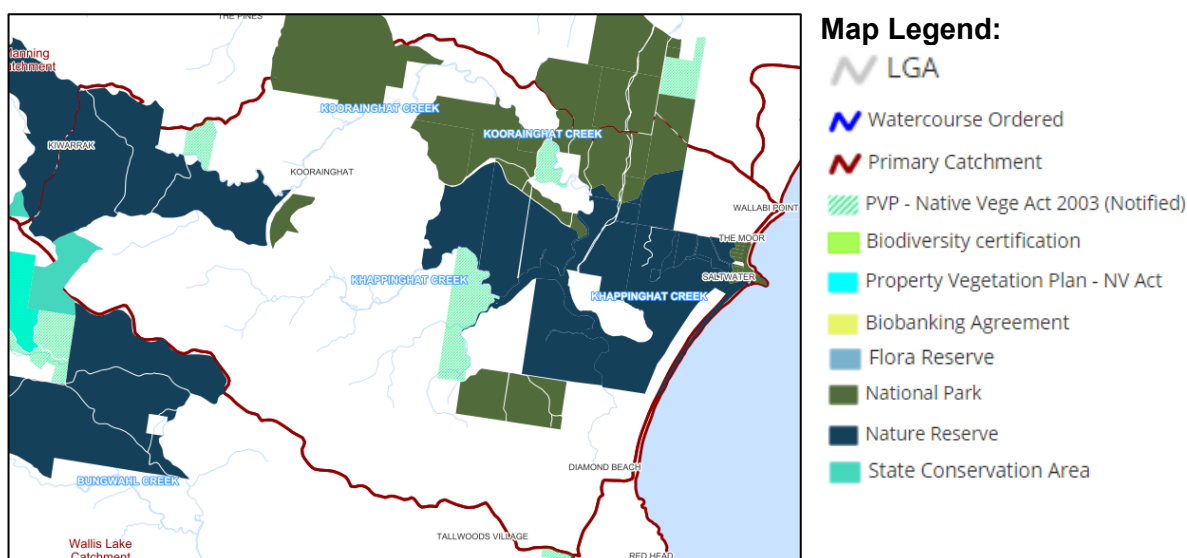 THE PINES
Manning
Catchment
KOORAINGHAT CREEK
KOORAINGHAT CREEK
KIWARRAK
KOORAINGHAT
WALLABI POINT
THE MOOR
KHAPPINGHAT CREEK
SALTWATER
KHAPPINGHAT CREEK
DIAMOND BEACH
BUNGWAHL CREEK
TALLWOODS VILLAGE
Wallis Lake
Catchment
RED HEAD
Map Legend:
LGA
Watercourse Ordered
Primary Catchment
PVP - Native Vege Act 2003 (Notified)
Biodiversity certification
Property Vegetation Plan - NV Act
Biobanking Agreement
Flora Reserve
National Park
Nature Reserve
State Conservation Area